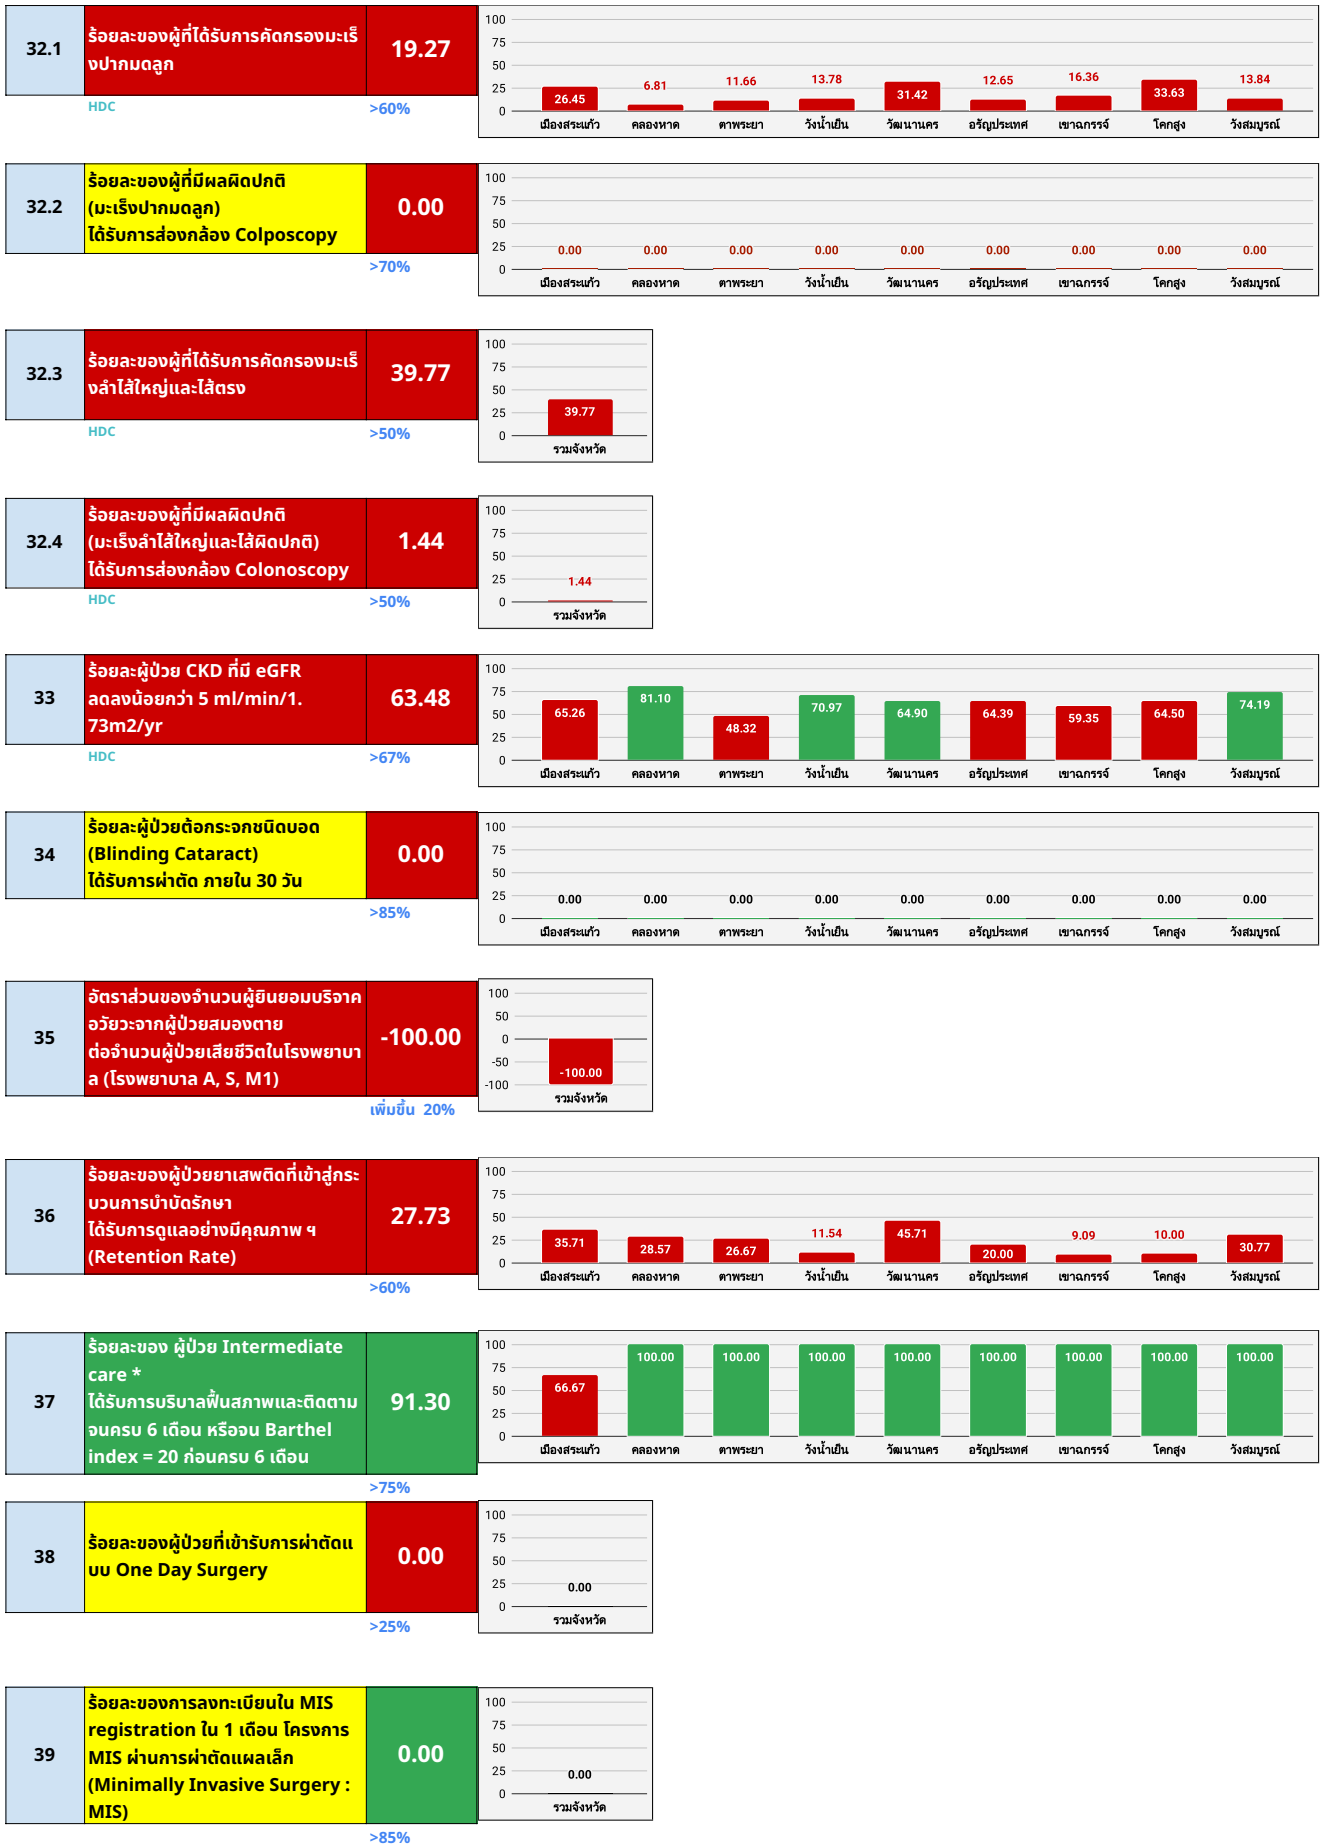 32.1
ร้อยละของผู้ที่ได้รับการคัดกรองมะเร็
งปากมดลูก
19.27
HDC
>60%
100
75
50
25
0
26.45
6.81
11.66
13.78
31.42
12.65
16.36
33.63
13.84
เมืองสระแก้ว
คลองหาด
ตาพระยา
วังน้ำเย็น
วัฒนานคร
อรัญประเทศ
เขาฉกรรจ์
โคกสูง
วังสมบูรณ์
32.2
ร้อยละของผู้ที่มีผลผิดปกติ
(มะเร็งปากมดลูก)
ได้รับการส่องกล้อง Colposcopy
0.00
>70%
100
75
50
25
0
0.00
0.00
0.00
0.00
0.00
0.00
0.00
0.00
0.00
เมืองสระแก้ว
คลองหาด
ตาพระยา
วังน้ำเย็น
วัฒนานคร
อรัญประเทศ
เขาฉกรรจ์
โคกสูง
วังสมบูรณ์
32.3
ร้อยละของผู้ที่ได้รับการคัดกรองมะเร็
งลำไส้ใหญ่และไส้ตรง
39.77
HDC
>50%
100
75
50
25
0
39.77
รวมจังหวัด
32.4
ร้อยละของผู้ที่มีผลผิดปกติ
(มะเร็งลำไส้ใหญ่และไส้ผิดปกติ)
ได้รับการส่องกล้อง Colonoscopy
1.44
HDC
>50%
100
75
50
25
0
1.44
รวมจังหวัด
33
ร้อยละผู้ป่วย CKD ที่มี eGFR
ลดลงน้อยกว่า 5 ml/min/1.
73m2/yr
63.48
HDC
>67%
100
75
50
25
0
65.26
81.10
48.32
70.97
64.90
64.39
59.35
64.50
74.19
เมืองสระแก้ว
คลองหาด
ตาพระยา
วังน้ำเย็น
วัฒนานคร
อรัญประเทศ
เขาฉกรรจ์
โคกสูง
วังสมบูรณ์
34
ร้อยละผู้ป่วยต้อกระจกชนิดบอด
(Blinding Cataract)
ได้รับการผ่าตัด ภายใน 30 วัน
0.00
>85%
100
75
50
25
0
0.00
0.00
0.00
0.00
0.00
0.00
0.00
0.00
0.00
เมืองสระแก้ว
คลองหาด
ตาพระยา
วังน้ำเย็น
วัฒนานคร
อรัญประเทศ
เขาฉกรรจ์
โคกสูง
วังสมบูรณ์
35
อัตราส่วนของจำนวนผู้ยินยอมบริจาค
อวัยวะจากผู้ป่วยสมองตาย
ต่อจำนวนผู้ป่วยเสียชีวิตในโรงพยาบา
ล (โรงพยาบาล A, S, M1)
-100.00
เพิ่มขึ้น 20%
100
50
0
-50
-100
-100.00
รวมจังหวัด
36
ร้อยละของผู้ป่วยยาเสพติดที่เข้าสู่กระ
บวนการบำบัดรักษา
ได้รับการดูแลอย่างมีคุณภาพ ฯ
(Retention Rate)
27.73
>60%
100
75
50
25
0
35.71
28.57
26.67
11.54
45.71
20.00
9.09
10.00
30.77
เมืองสระแก้ว
คลองหาด
ตาพระยา
วังน้ำเย็น
วัฒนานคร
อรัญประเทศ
เขาฉกรรจ์
โคกสูง
วังสมบูรณ์
37
ร้อยละของ ผู้ป่วย Intermediate
care *
ได้รับการบริบาลฟื้นสภาพและติดตาม
จนครบ 6 เดือน หรือจน Barthel
index = 20 ก่อนครบ 6 เดือน
91.30
>75%
100
75
50
25
0
66.67
100.00
100.00
100.00
100.00
100.00
100.00
100.00
100.00
เมืองสระแก้ว
คลองหาด
ตาพระยา
วังน้ำเย็น
วัฒนานคร
อรัญประเทศ
เขาฉกรรจ์
โคกสูง
วังสมบูรณ์
38
ร้อยละของผู้ป่วยที่เข้ารับการผ่าตัดแ
บบ One Day Surgery
0.00
>25%
100
75
50
25
0
0.00
รวมจังหวัด
39
ร้อยละของการลงทะเบียนใน MIS
registration ใน 1 เดือน โครงการ
MIS ผ่านการผ่าตัดแผลเล็ก
(Minimally Invasive Surgery :
MIS)
0.00
>85%
100
75
50
25
0
0.00
รวมจังหวัด